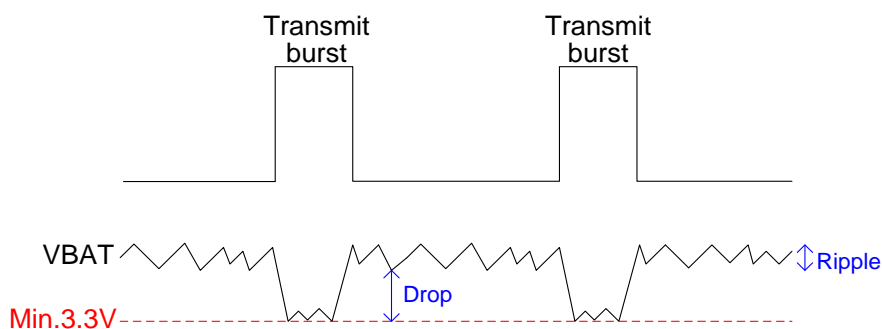 Transmit
burst
Transmit
burst
VBAT
Ripple
Drop
Min.3.3V